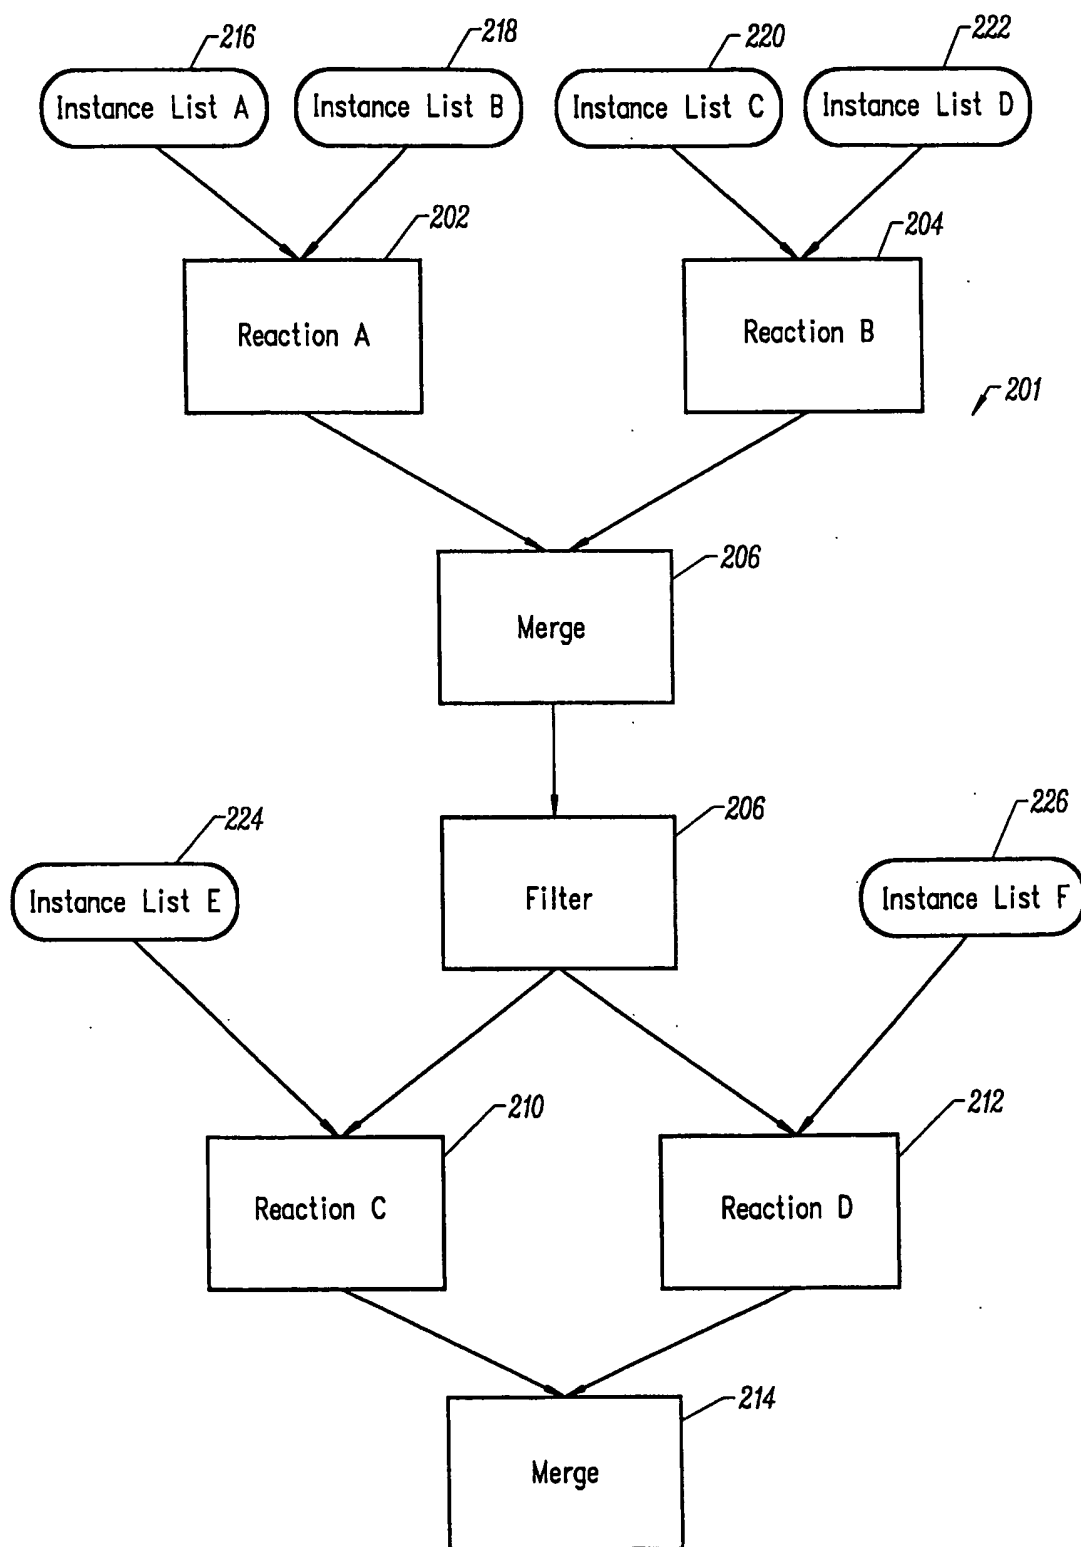 216
218
220
222
Instance List A
Instance List B
Instance List C
Instance List D
202
204
Reaction A
Reaction B
201
206
Merge
206
224
226
Instance List E
Filter
Instance List F
210
212
Reaction C
Reaction D
214
Merge